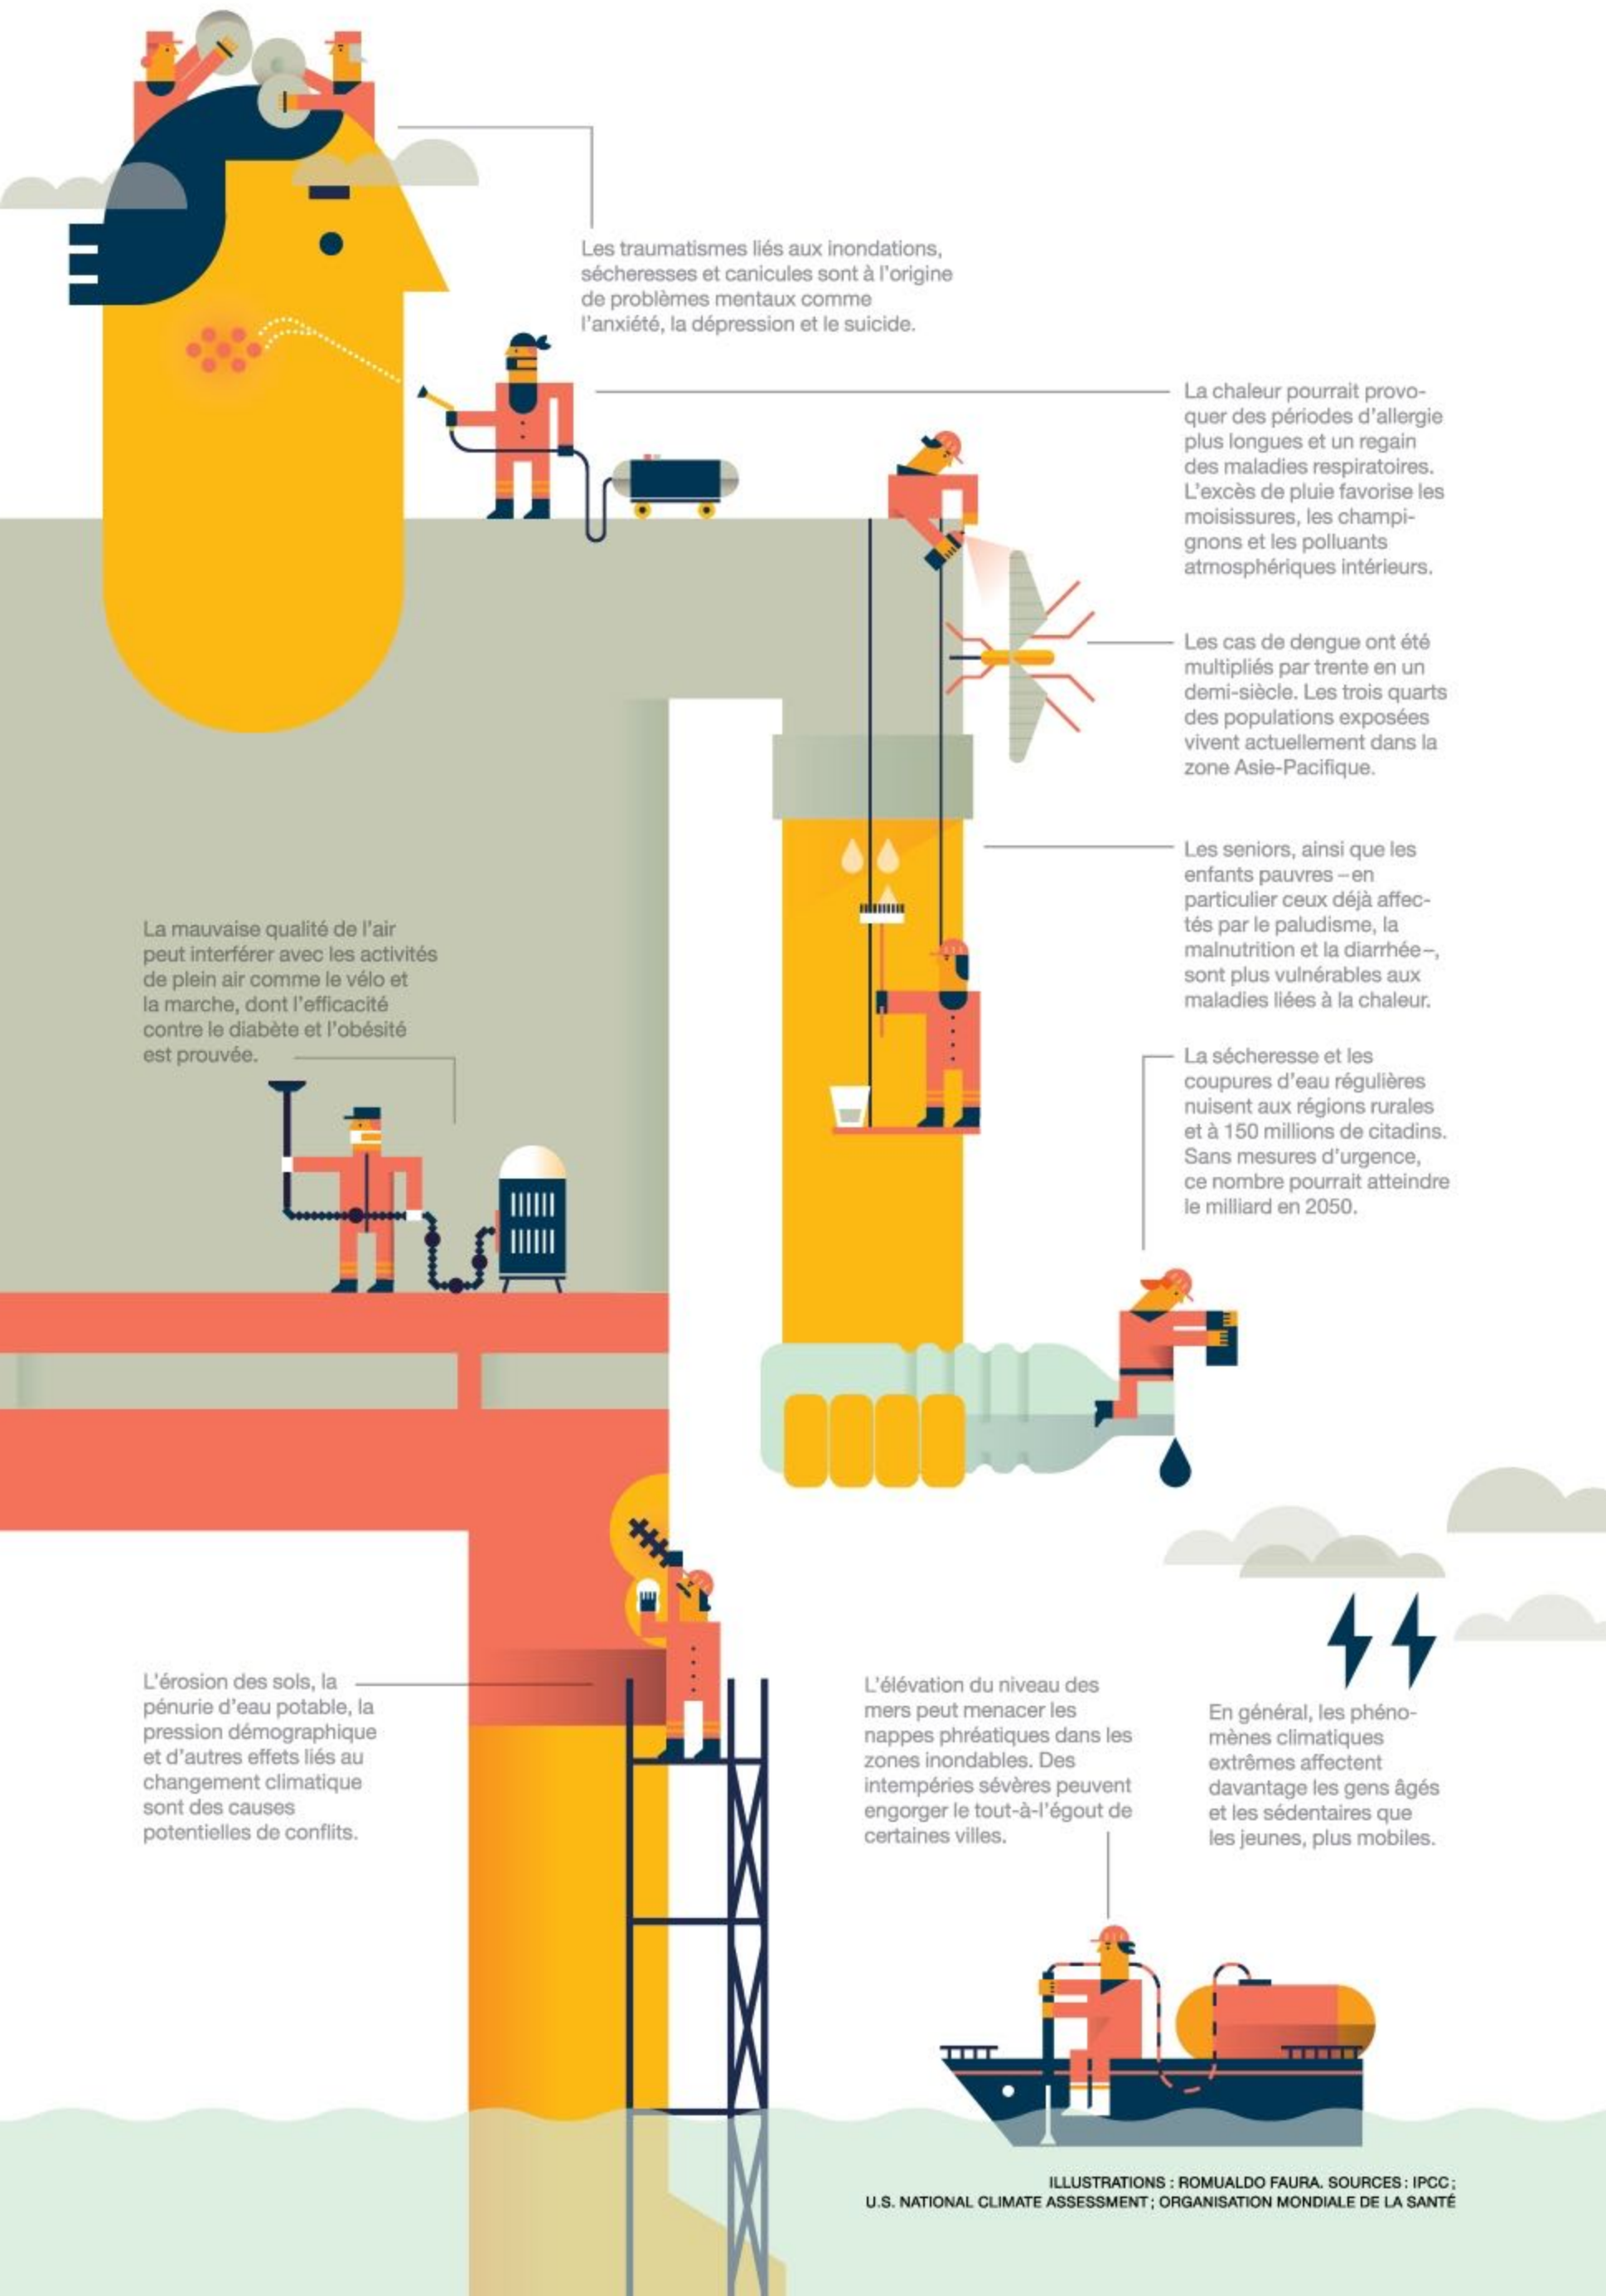 Les traumatismes liés aux inondations,
sécheresses et canicules sont à l'origine
de problèmes mentaux comme
l'anxiété, la dépression et le suicide.
La chaleur pourrait provo-
quer des périodes d'allergie
plus longues et un regain
des maladies respiratoires.
L'excès de pluie favorise les
moisissures, les champi-
gnons et les polluants
atmosphériques intérieurs.
Les cas de dengue ont été
multipliés par trente en un
demi-siècle. Les trois quarts
des populations exposées
vivent actuellement dans la
zone Asie-Pacifique.
Les seniors, ainsi que les
enfants pauvres – en
particulier ceux déjà affec-
tés par le paludisme, la
malnutrition et la diarrhée –,
sont plus vulnérables aux
maladies liées à la chaleur.
La mauvaise qualité de l'air
peut interférer avec les activités
de plein air comme le vélo et
la marche, dont l'efficacité
contre le diabète et l'obésité
est prouvée.
La sécheresse et les
coupures d'eau régulières
nuisent aux régions rurales
et à 150 millions de citadins.
Sans mesures d'urgence,
ce nombre pourrait atteindre
le milliard en 2050.
L'érosion des sols, la
pénurie d'eau potable, la
pression démographique
et d'autres effets liés au
changement climatique
sont des causes
potentielles de conflits.
L'élévation du niveau des
mers peut menacer les
nappes phréatiques dans les
zones inondables. Des
intempéries sévères peuvent
engorger le tout-à-l'égout de
certaines villes.
En général, les phéno-
mènes climatiques
extrêmes affectent
davantage les gens âgés
et les sédentaires que
les jeunes, plus mobiles.
ILLUSTRATIONS : ROMUALDO FAURA. SOURCES : IPCC ;
U.S. NATIONAL CLIMATE ASSESSMENT ; ORGANISATION MONDIALE DE LA SANTÉ